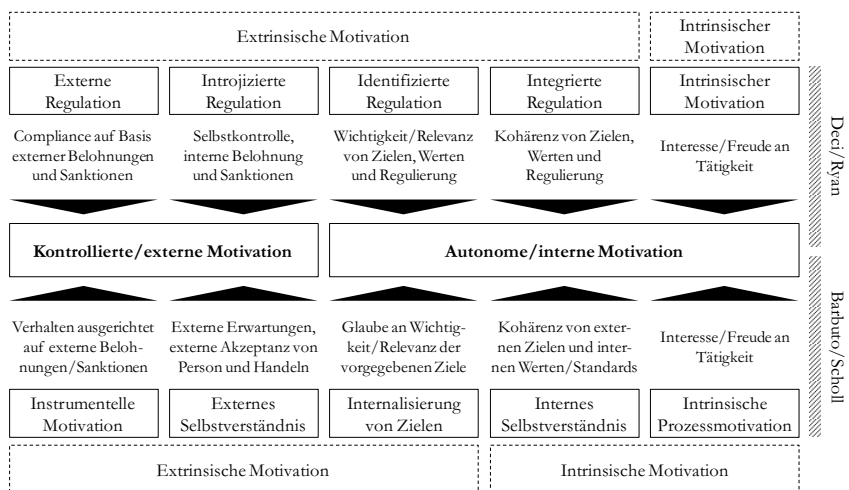 Extrinsische Motivation
Intrinsischer
Motivation
Externe
Regulation
Introjizierte
Regulation
Identifizierte
Regulation
Integrierte
Regulation
Intrinsischer
Motivation
Compliance auf Basis
externer Belohnungen
und Sanktionen
Selbstkontrolle,
interne Belohnung
und Sanktionen
Wichtigkeit/Relevanz
von Zielen, Werten
und Regulierung
Kohärenz von Zielen,
Werten und
Regulierung
Interesse/Freude an
Tätigkeit
Deci/Ryan
Kontrollierte/externe Motivation
Autonome/interne Motivation
Verhalten ausgerichtet
auf externe Beloh-
nungen/Sanktionen
Externe Erwartungen,
externe Akzeptanz von
Person und Handeln
Glaube an Wichtig-
keit/Relevanz der
vorgegebenen Ziele
Kohärenz von exter-
nen Zielen und inter-
nen Werten/Standards
Interesse/Freude an
Tätigkeit
Barbuto/Scholl
Instrumentelle
Motivation
Externes
Selbstverständnis
Internalisierung
von Zielen
Internes
Selbstverständnis
Intrinsische
Prozessmotivation
Extrinsische Motivation
Intrinsische Motivation